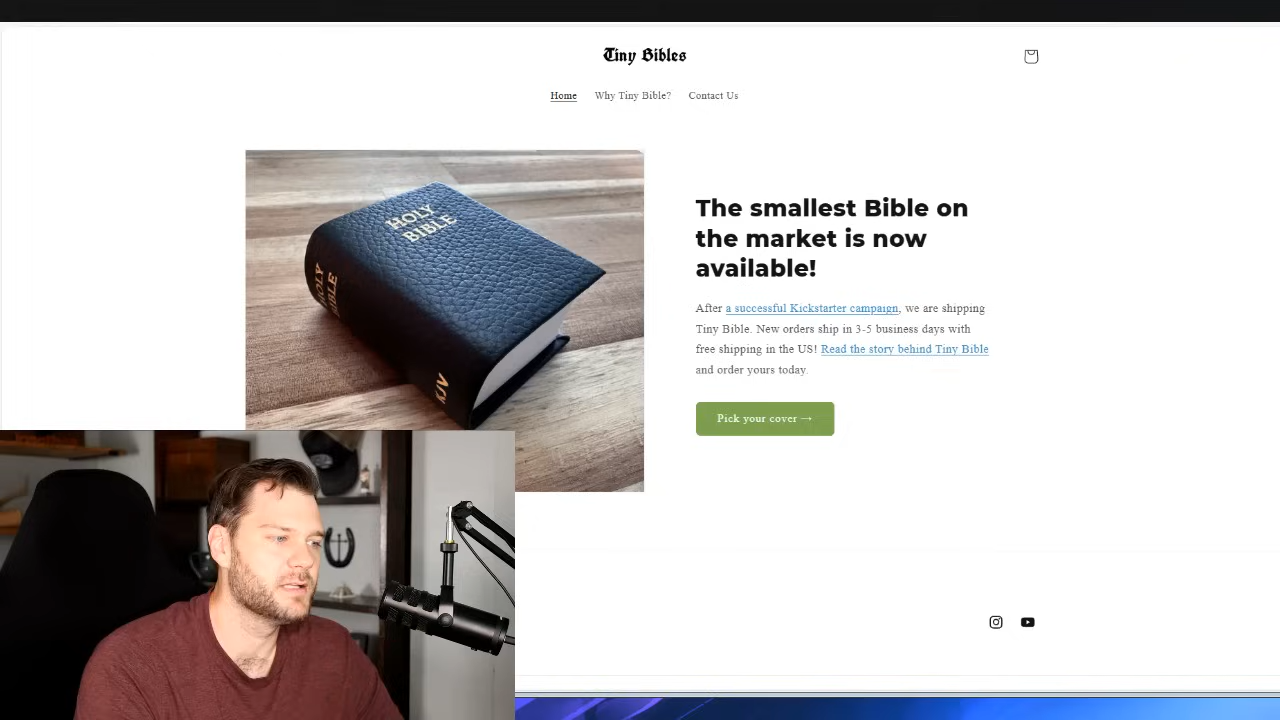 Tiny Bibles
Home Why Tiny Bible? Contact Us
HOLY
BIBLE
HOLY
BIBLE
KJV
The smallest Bible on
the market is now
available!
After a successful Kickstarter campaign, we are shipping
Tiny Bible. New orders ship in 3-5 business days with
free shipping in the US! Read the story behind Tiny Bible
and order yours today.
Pick your cover →